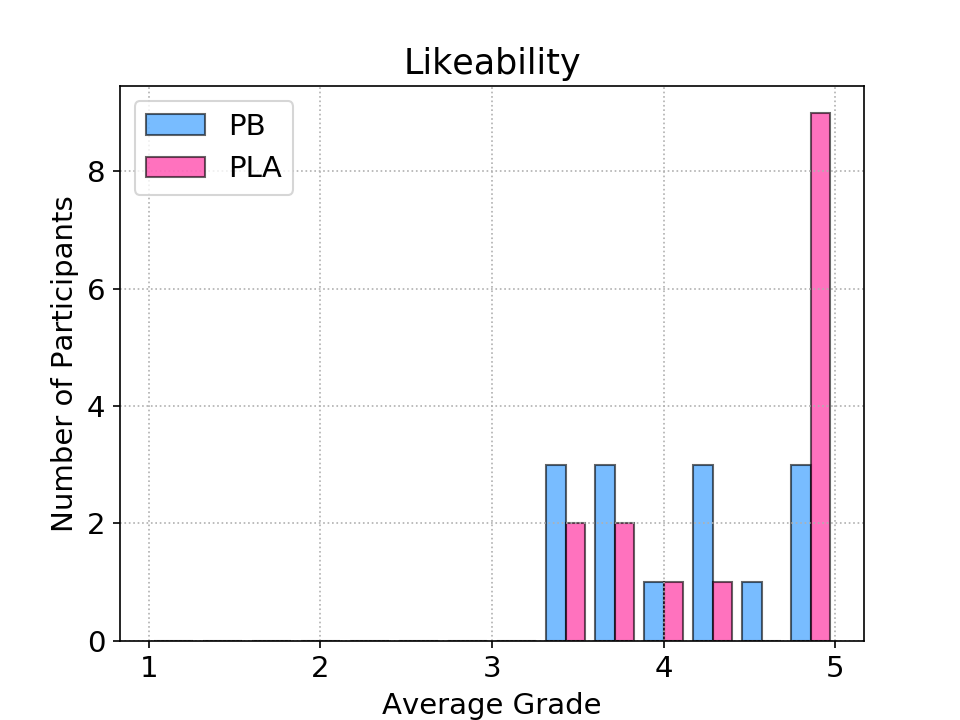 Likeability
PB
PLA
Number of Participants
8
6
4
2
0
1 2 3 4 5
Average Grade